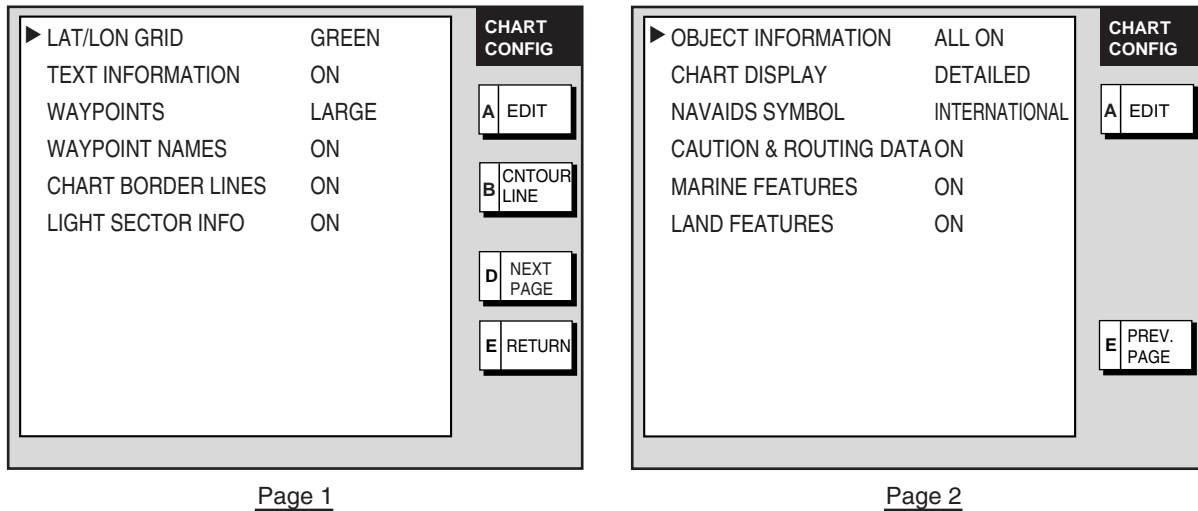 LAT/LON GRID GREEN
TEXT INFORMATION ON
WAYPOINTS LARGE
WAYPOINT NAMES ON
CHART BORDER LINES ON
LIGHT SECTOR INFO ON
CHART
CONFIG
A EDIT
B CNTOUR
LINE
D NEXT
PAGE
E RETURN
Page 1
OBJECT INFORMATION ALL ON
CHART DISPLAY DETAILED
NAVAIDS SYMBOL INTERNATIONAL
CAUTION & ROUTING DATA ON
MARINE FEATURES ON
LAND FEATURES ON
CHART
CONFIG
A EDIT
E PREV.
PAGE
Page 2